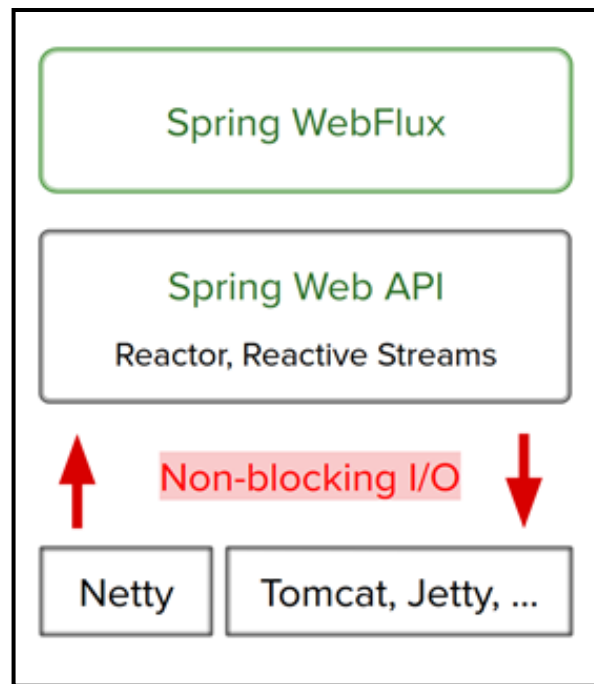 Spring WebFlux
Spring Web API
Reactor, Reactive Streams
Non-blocking I/O
Netty
Tomcat, Jetty, ...